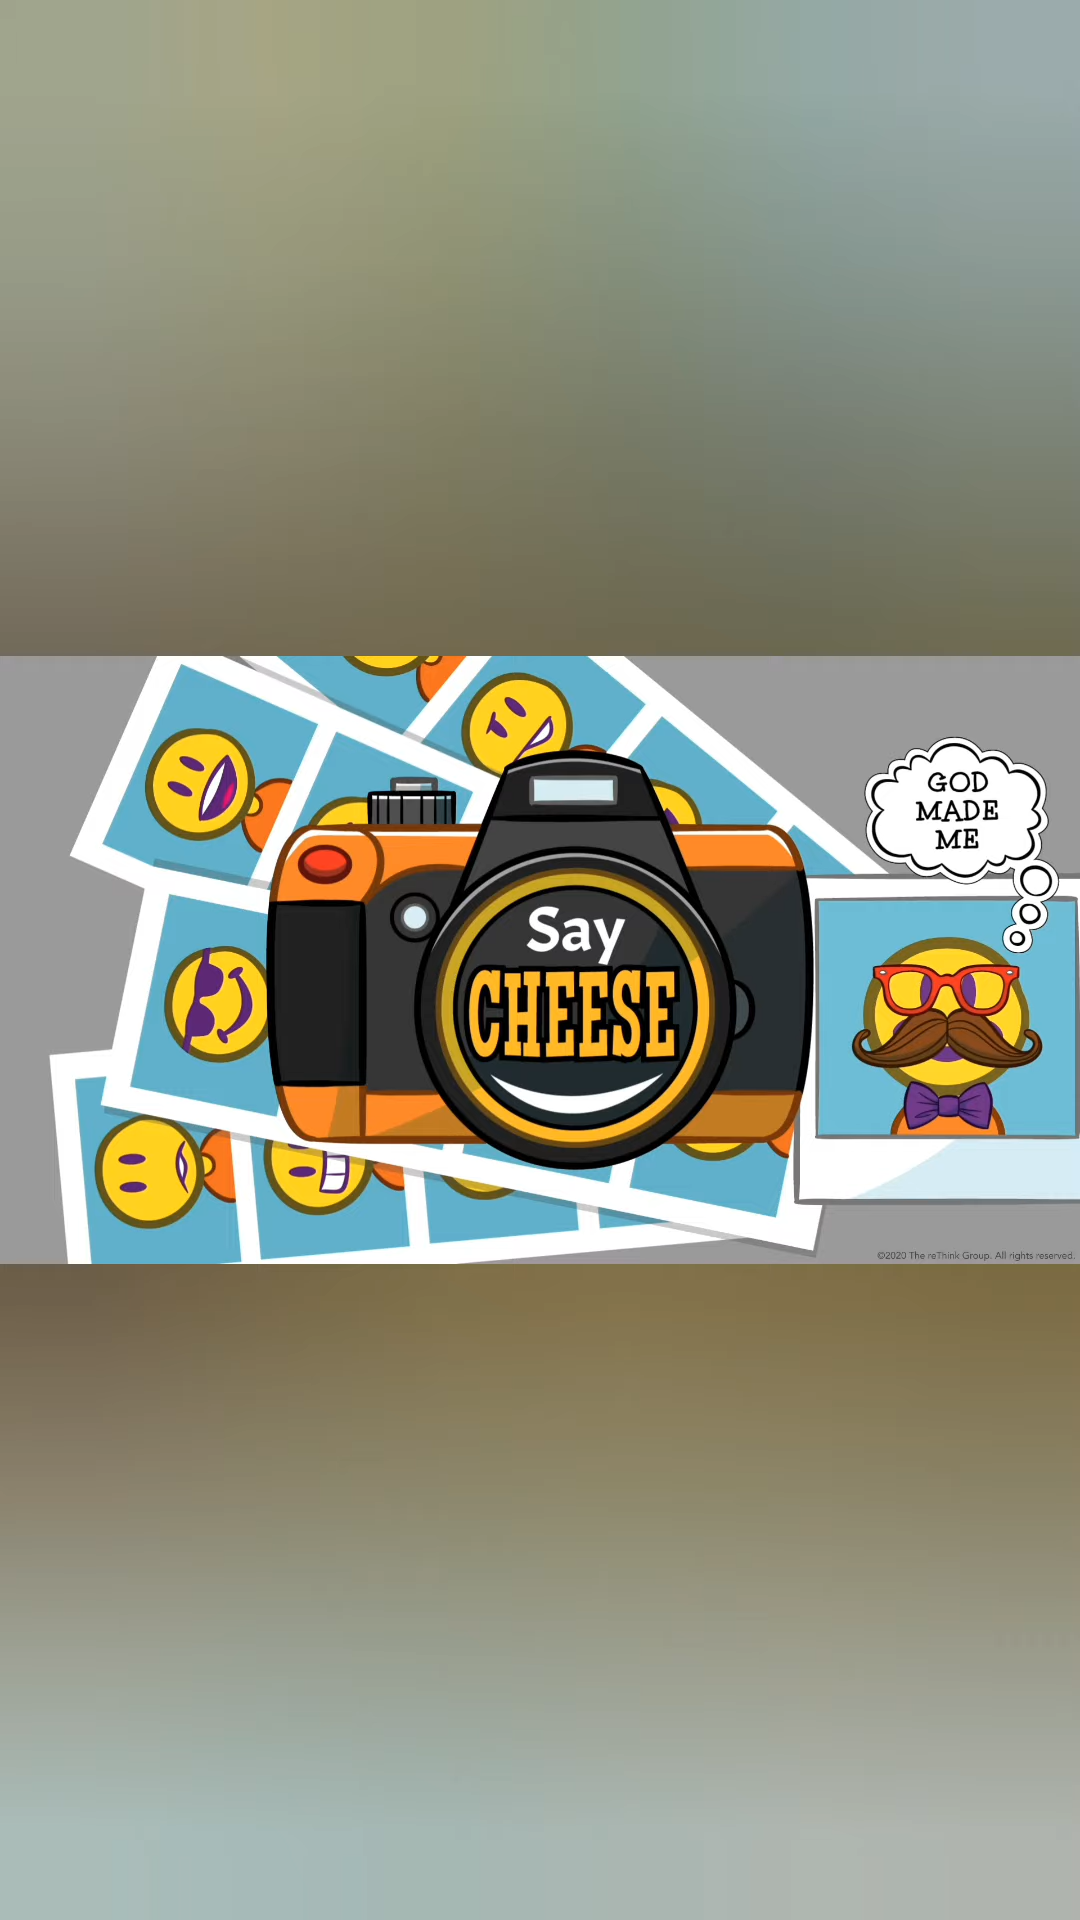 Say
CHEESE
GOD
MADE
ME
©2020 The reThink Group. All rights reserved.